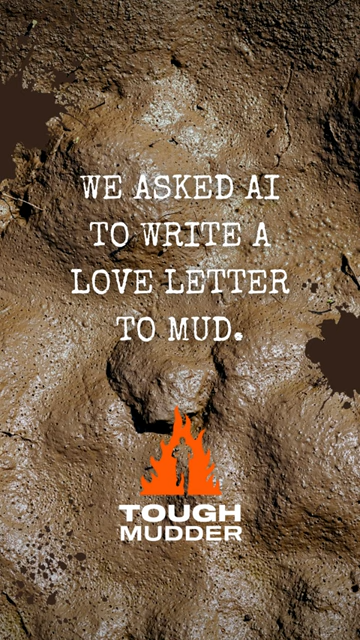 WE ASKED AI
TO WRITE A
LOVE LETTER
TO MUD.
TOUGH
MUDDER